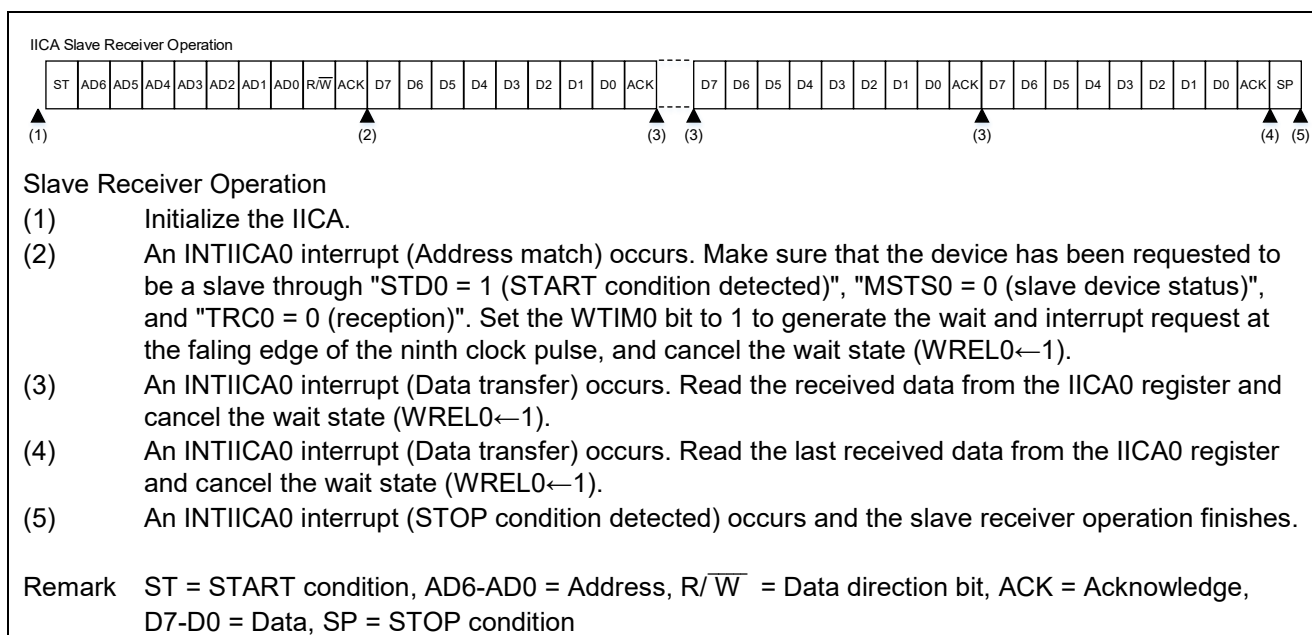 IICA Slave Receiver Operation
ST AD6 AD5 AD4 AD3 AD2 AD1 AD0 R/W̅ ACK D7 D6 D5 D4 D3 D2 D1 D0 ACK D7 D6 D5 D4 D3 D2 D1 D0 ACK D7 D6 D5 D4 D3 D2 D1 D0 ACK SP
(1) (2) (3) (3) (3) (4) (5)
Slave Receiver Operation
(1) Initialize the IICA.
(2) An INTIICA0 interrupt (Address match) occurs. Make sure that the device has been requested to
be a slave through "STD0 = 1 (START condition detected)", "MSTS0 = 0 (slave device status)",
and "TRC0 = 0 (reception)". Set the WTIM0 bit to 1 to generate the wait and interrupt request at
the faling edge of the ninth clock pulse, and cancel the wait state (WREL0←1).
(3) An INTIICA0 interrupt (Data transfer) occurs. Read the received data from the IICA0 register and
cancel the wait state (WREL0←1).
(4) An INTIICA0 interrupt (Data transfer) occurs. Read the last received data from the IICA0 register
and cancel the wait state (WREL0←1).
(5) An INTIICA0 interrupt (STOP condition detected) occurs and the slave receiver operation finishes.
Remark ST = START condition, AD6-AD0 = Address, R/W̅ = Data direction bit, ACK = Acknowledge,
D7-D0 = Data, SP = STOP condition